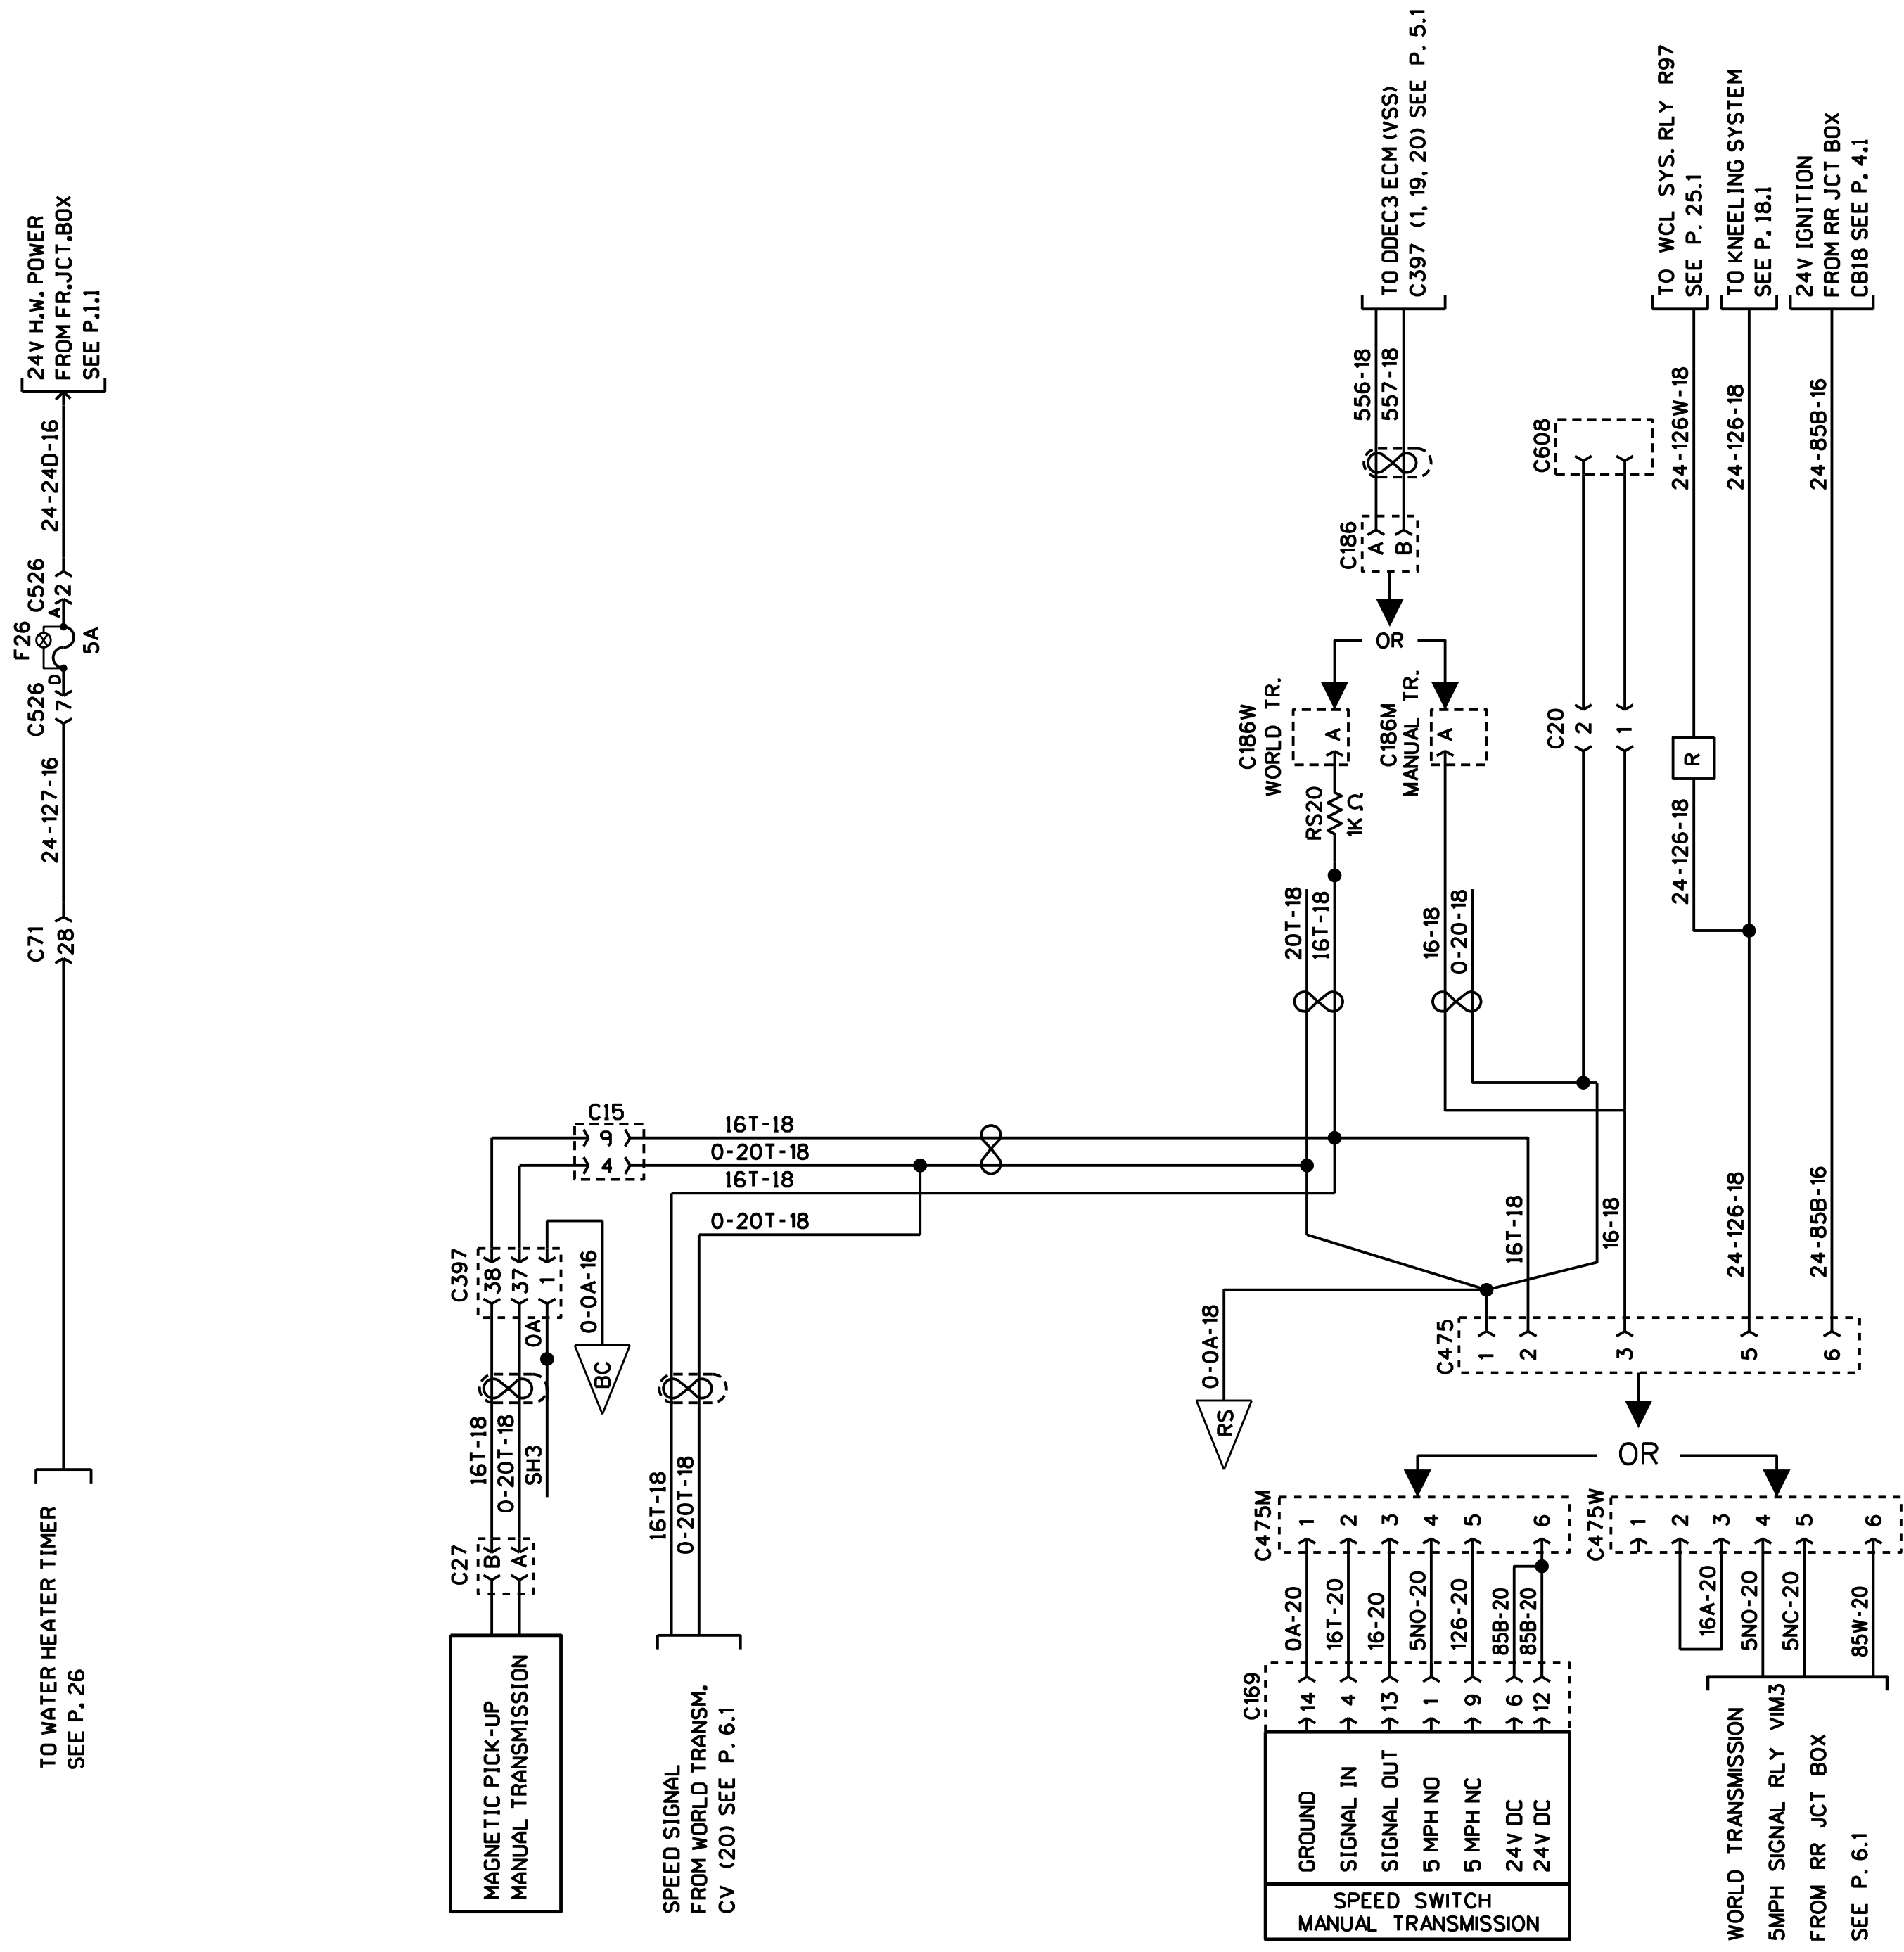 24V H.W. POWER
FROM FR.JCT.BOX
SEE P.1.1
24-24D-16
C526
2
A
F26
5A
D
C526
7
24-127-16
C71
28
TO WATER HEATER TIMER
SEE P.26
C15
9
4
16T-18
0-20T-18
16T-18
0-20T-18
C397
38
37
1
0A
0-0A-16
BC
16T-18
0-20T-18
SH3
C27
B
A
MAGNETIC PICK-UP
MANUAL TRANSMISSION
16T-18
0-20T-18
SPEED SIGNAL
FROM WORLD TRANSM.
CV (20) SEE P. 6.1
TO DDEC3 ECM (VSS)
C397 (1, 19, 20) SEE P. 5.1
556-18
557-18
C186
A
B
OR
C186W
WORLD TR.
A
C186M
MANUAL TR.
A
RS20
1K Ω
20T-18
16T-18
16-18
0-20-18
C608
C20
2
1
TO WCL SYS. RLY R97
SEE P. 25.1
24-126W-18
R
24-126-18
TO KNEELING SYSTEM
SEE P. 18.1
24-126-18
24V IGNITION
FROM RR JCT BOX
CB18 SEE P. 4.1
24-85B-16
16T-18
16-18
24-126-18
24-85B-16
0-0A-18
RS
C475
1
2
3
5
6
OR
C475M
1
2
3
4
5
6
0A-20
16T-20
16-20
5NO-20
126-20
85B-20
85B-20
C169
14
4
13
1
9
6
12
GROUND
SIGNAL IN
SIGNAL OUT
5 MPH NO
5 MPH NC
24V DC
24V DC
SPEED SWITCH
MANUAL TRANSMISSION
C475W
1
2
3
4
5
6
16A-20
5NO-20
5NC-20
85W-20
WORLD TRANSMISSION
5MPH SIGNAL RLY VIM3
FROM RR JCT BOX
SEE P. 6.1